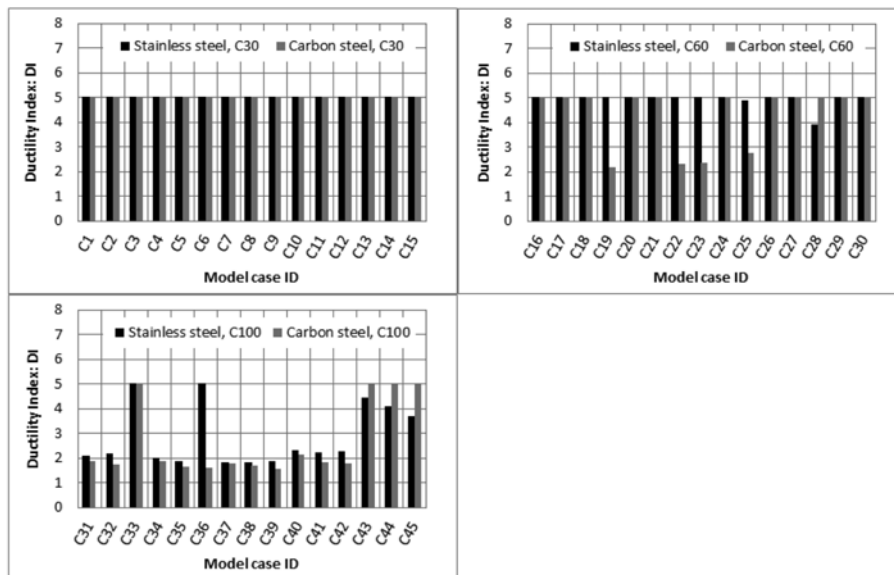 Ductility Index: DI
8
7
6
5
4
3
2
1
0
Stainless steel, C30 Carbon steel, C30
C1 C2 C3 C4 C5 C6 C7 C8 C9 C10 C11 C12 C13 C14 C15
Model case ID
Ductility Index: DI
8
7
6
5
4
3
2
1
0
Stainless steel, C60 Carbon steel, C60
C16 C17 C18 C19 C20 C21 C22 C23 C24 C25 C26 C27 C28 C29 C30
Model case ID
Ductility Index: DI
8
7
6
5
4
3
2
1
0
Stainless steel, C100 Carbon steel, C100
C31 C32 C33 C34 C35 C36 C37 C38 C39 C40 C41 C42 C43 C44 C45
Model case ID